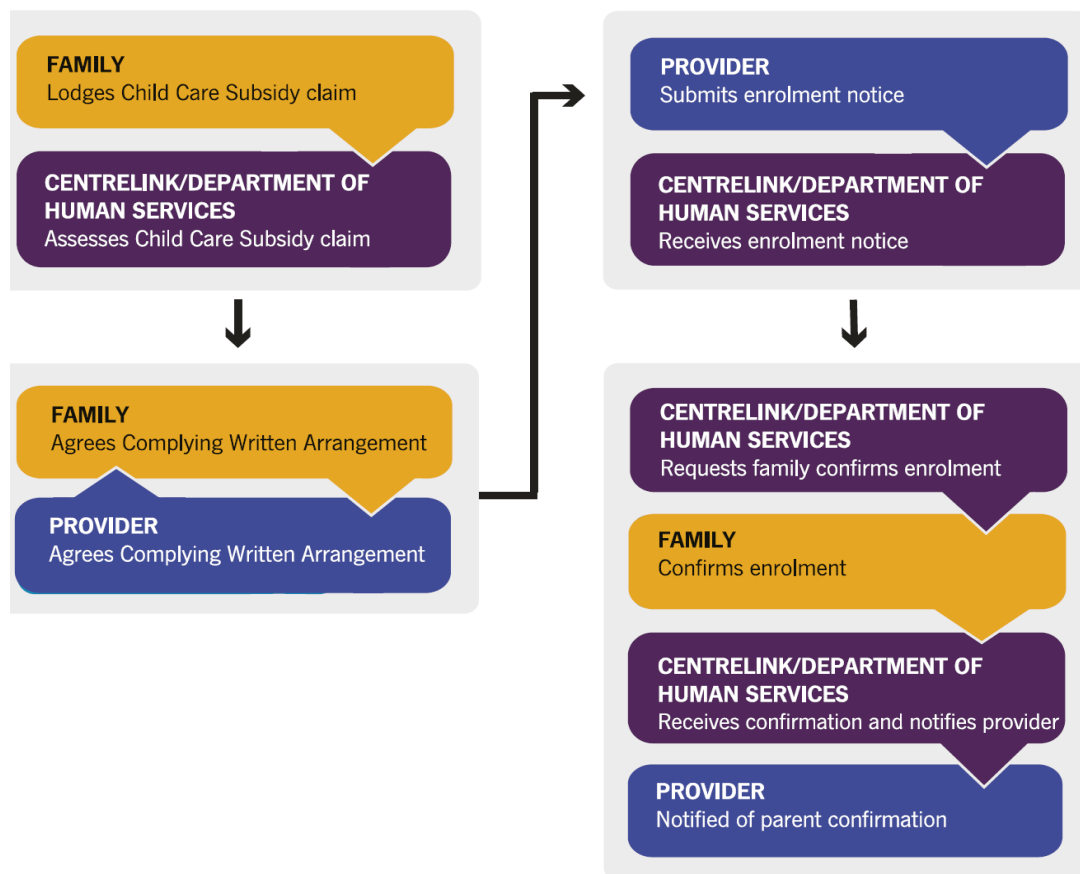 FAMILY
Lodges Child Care Subsidy claim
CENTRELINK/DEPARTMENT OF
HUMAN SERVICES
Assesses Child Care Subsidy claim
FAMILY
Agrees Complying Written Arrangement
PROVIDER
Agrees Complying Written Arrangement
PROVIDER
Submits enrolment notice
CENTRELINK/DEPARTMENT OF
HUMAN SERVICES
Receives enrolment notice
CENTRELINK/DEPARTMENT OF
HUMAN SERVICES
Requests family confirms enrolment
FAMILY
Confirms enrolment
CENTRELINK/DEPARTMENT OF
HUMAN SERVICES
Receives confirmation and notifies provider
PROVIDER
Notified of parent confirmation